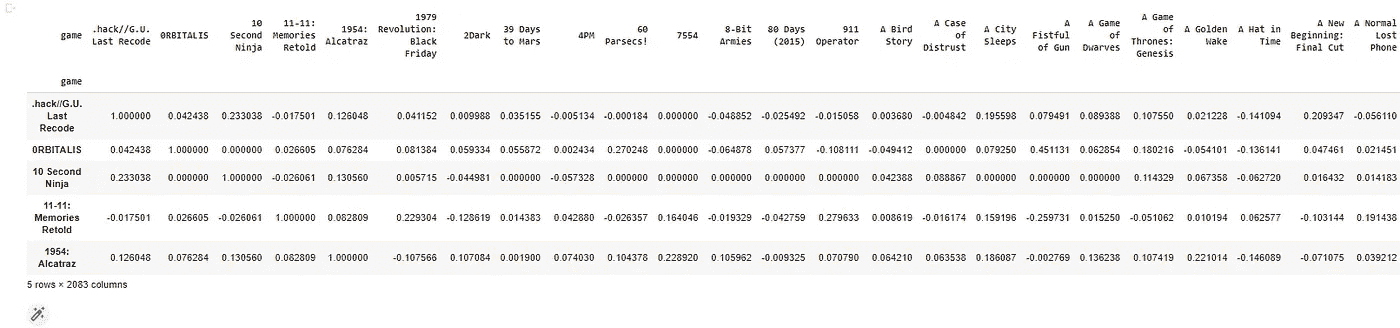 game .hack//G.U. Last Recode 0RBITALIS 10 Second Ninja 11-11: Memories Retold 1954: Alcatraz 1979 Revolution: Black Friday 2Dark 39 Days to Mars 4PM 60 Parsecs! 7554 8-Bit Armies 80 Days (2015) 911 Operator A Bird Story A Case of Distrust A City Sleeps A Fistful of Gun A Game of Dwarves A Game of Thrones: Genesis A Golden Wake A Hat in Time A New Beginning: Final Cut A Normal Lost Phone
game
.hack//G.U. Last Recode 1.000000 0.042438 0.233038 -0.017501 0.126048 0.041152 0.009988 0.035155 -0.005134 -0.000184 0.000000 -0.048852 -0.025492 -0.015058 0.003680 -0.004842 0.195598 0.079491 0.089388 0.107550 0.021228 -0.141094 0.209347 -0.056110
0RBITALIS 0.042438 1.000000 0.000000 0.026605 0.076284 0.081384 0.059334 0.055872 0.002434 0.270248 0.000000 -0.064878 0.057377 -0.108111 -0.049412 0.000000 0.079250 0.451131 0.062854 0.180216 -0.054101 -0.136141 0.047461 0.021451
10 Second Ninja 0.233038 0.000000 1.000000 -0.026061 0.130560 0.005715 -0.044981 0.000000 -0.057328 0.000000 0.000000 0.000000 0.000000 0.000000 0.042388 0.088867 0.000000 0.000000 0.000000 0.114329 0.067358 -0.062720 0.016432 0.014183
11-11: Memories Retold -0.017501 0.026605 -0.026061 1.000000 0.082809 0.229304 -0.128619 0.014383 0.042880 -0.026357 0.164046 -0.019329 -0.042759 0.279633 0.008619 -0.016174 0.159196 -0.259731 0.015250 -0.051062 0.010194 0.062577 -0.103144 0.191438
1954: Alcatraz 0.126048 0.076284 0.130560 0.082809 1.000000 -0.107566 0.107084 0.001900 0.074030 0.104378 0.228920 0.105962 -0.009325 0.070790 0.064210 0.063538 0.186087 -0.002769 0.136238 0.107419 0.221014 -0.146089 -0.071075 0.039212
5 rows × 2083 columns